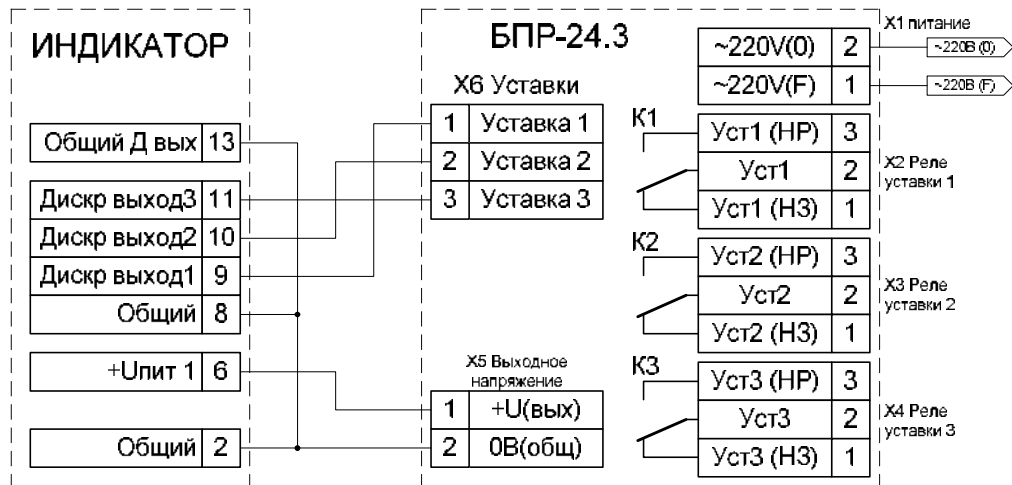 ИНДИКАТОР
Общий Д вых 13
Дискр выход3 11
Дискр выход2 10
Дискр выход1 9
Общий 8
+Uпит 1 6
Общий 2
БПР-24.3
X6 Уставки
1 Уставка 1
2 Уставка 2
3 Уставка 3
X5 Выходное
напряжение
1 +U(вых)
2 0В(общ)
X1 питание
~220V(0) 2
~220В (0)
~220V(F) 1
~220В (F)
К1
Уст1 (НР) 3
Уст1 2
Уст1 (НЗ) 1
X2 Реле
уставки 1
К2
Уст2 (НР) 3
Уст2 2
Уст2 (НЗ) 1
X3 Реле
уставки 2
К3
Уст3 (НР) 3
Уст3 2
Уст3 (НЗ) 1
X4 Реле
уставки 3